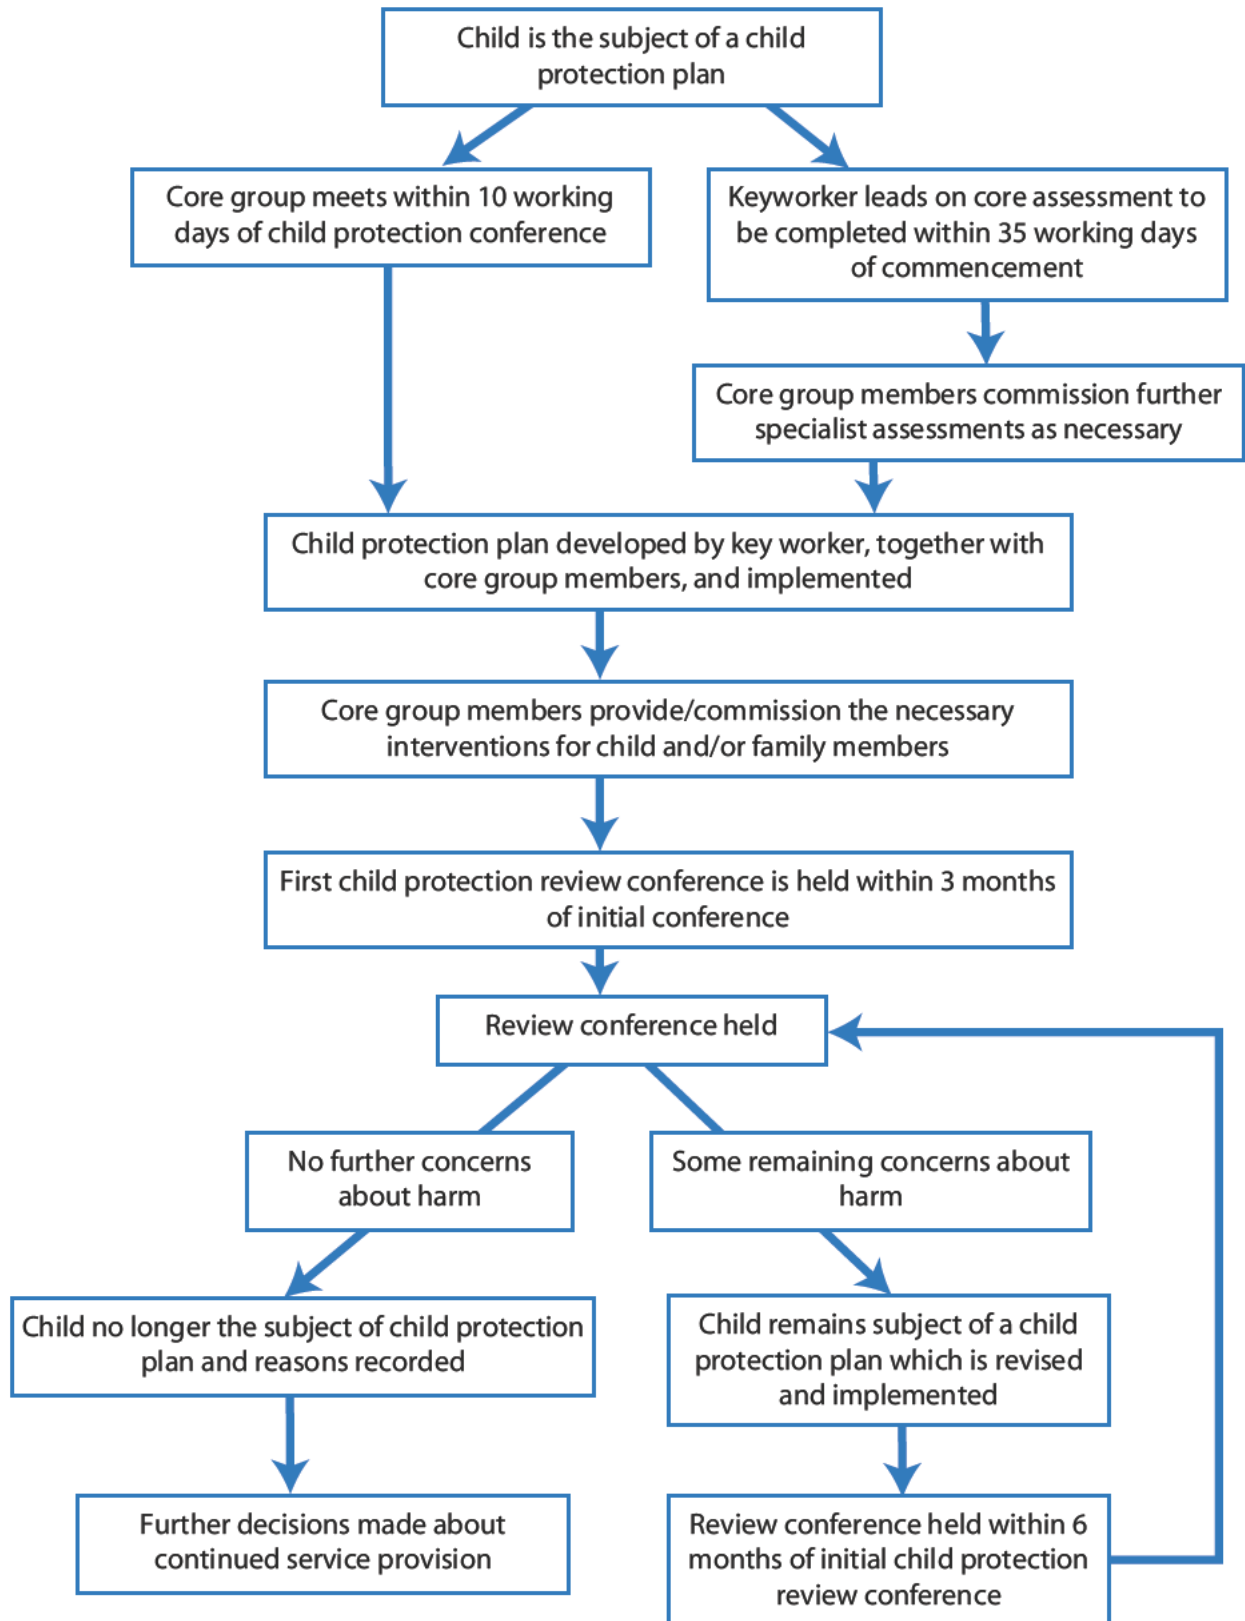 Child is the subject of a child
protection plan
Core group meets within 10 working
days of child protection conference
Keyworker leads on core assessment to
be completed within 35 working days
of commencement
Core group members commission further
specialist assessments as necessary
Child protection plan developed by key worker, together with
core group members, and implemented
Core group members provide/commission the necessary
interventions for child and/or family members
First child protection review conference is held within 3 months
of initial conference
Review conference held
No further concerns
about harm
Some remaining concerns about
harm
Child no longer the subject of child protection
plan and reasons recorded
Child remains subject of a child
protection plan which is revised
and implemented
Further decisions made about
continued service provision
Review conference held within 6
months of initial child protection
review conference